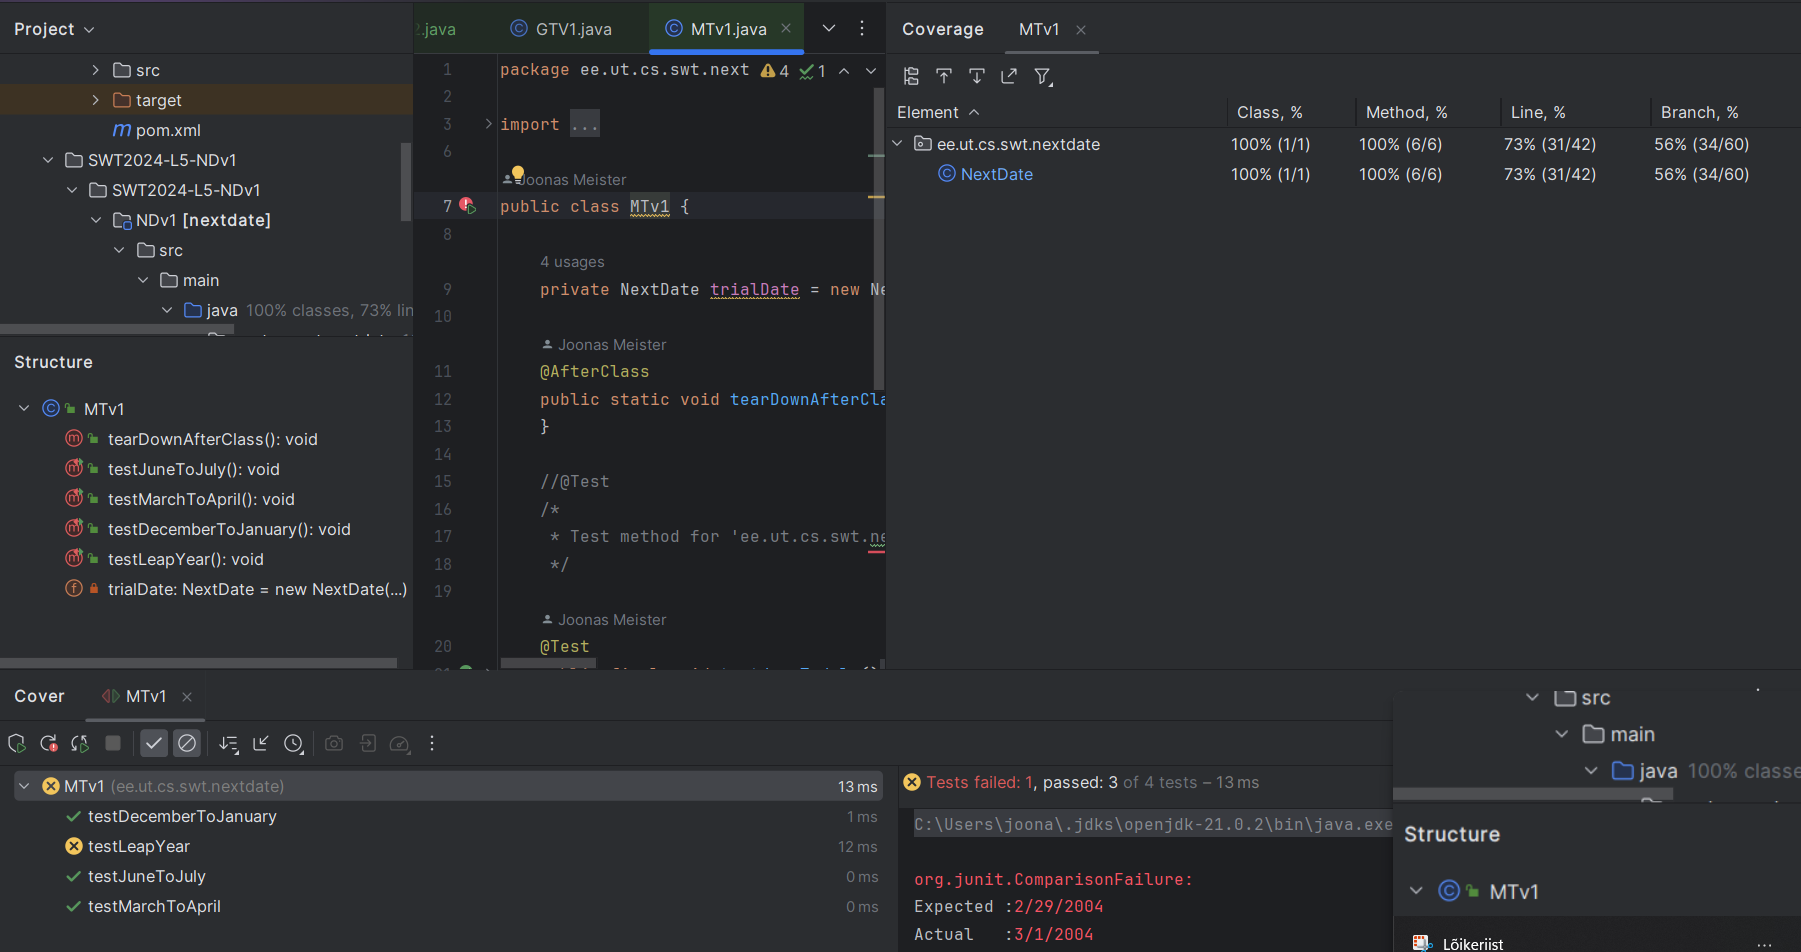 Project
src
target
pom.xml
SWT2024-L5-NDv1
SWT2024-L5-NDv1
NDv1 [nextdate]
src
main
java 100% classes, 73% lin
Structure
MTv1
tearDownAfterClass(): void
testJuneToJuly(): void
testMarchToApril(): void
testDecemberToJanuary(): void
testLeapYear(): void
trialDate: NextDate = new NextDate(...)
.java
GTV1.java
MTv1.java
1 package ee.ut.cs.swt.next 4 1
2
3 import ...
6
Joonas Meister
7 public class MTv1 {
8
4 usages
9 private NextDate trialDate = new Ne
10
Joonas Meister
11 @AfterClass
12 public static void tearDownAfterCla
13 }
14
15 //@Test
16 /*
17 * Test method for 'ee.ut.cs.swt.ne
18 */
19
Joonas Meister
20 @Test
Coverage MTv1
Element Class, % Method, % Line, % Branch, %
ee.ut.cs.swt.nextdate 100% (1/1) 100% (6/6) 73% (31/42) 56% (34/60)
NextDate 100% (1/1) 100% (6/6) 73% (31/42) 56% (34/60)
Cover MTv1
MTv1 (ee.ut.cs.swt.nextdate) 13 ms
testDecemberToJanuary 1 ms
testLeapYear 12 ms
testJuneToJuly 0 ms
testMarchToApril 0 ms
Tests failed: 1, passed: 3 of 4 tests – 13 ms
C:\Users\joona\.jdks\openjdk-21.0.2\bin\java.exe
org.junit.ComparisonFailure:
Expected :2/29/2004
Actual :3/1/2004
src
main
java 100% classe
Structure
MTv1
Lõikeriist